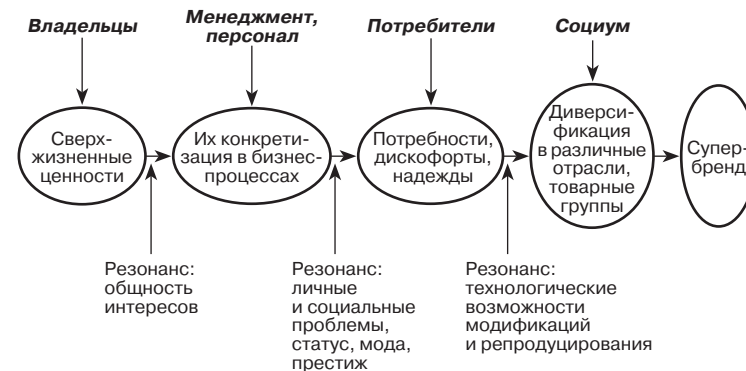 Владельцы
Менеджмент,
персонал
Потребители
Социум
Сверх-
жизненные
ценности
Их конкрети-
зация в бизнес-
процессах
Потребности,
дискофорты,
надежды
Диверси-
фикация
в различные
отрасли,
товарные
группы
Супер-
бренд
Резонанс:
общность
интересов
Резонанс:
личные
и социальные
проблемы,
статус, мода,
престиж
Резонанс:
технологические
возможности
модификаций
и репродуцирования